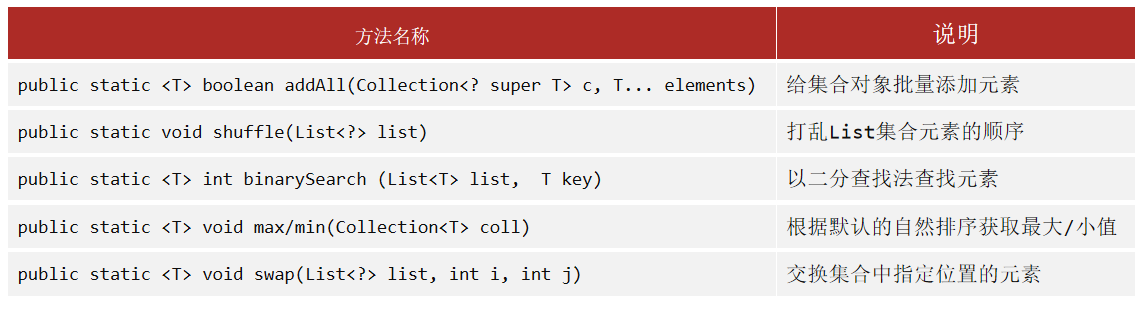 方法名称 说明
public static <T> boolean addAll(Collection<? super T> c, T... elements) 给集合对象批量添加元素
public static void shuffle(List<?> list) 打乱List集合元素的顺序
public static <T> int binarySearch (List<T> list, T key) 以二分查找法查找元素
public static <T> void max/min(Collection<T> coll) 根据默认的自然排序获取最大/小值
public static <T> void swap(List<?> list, int i, int j) 交换集合中指定位置的元素